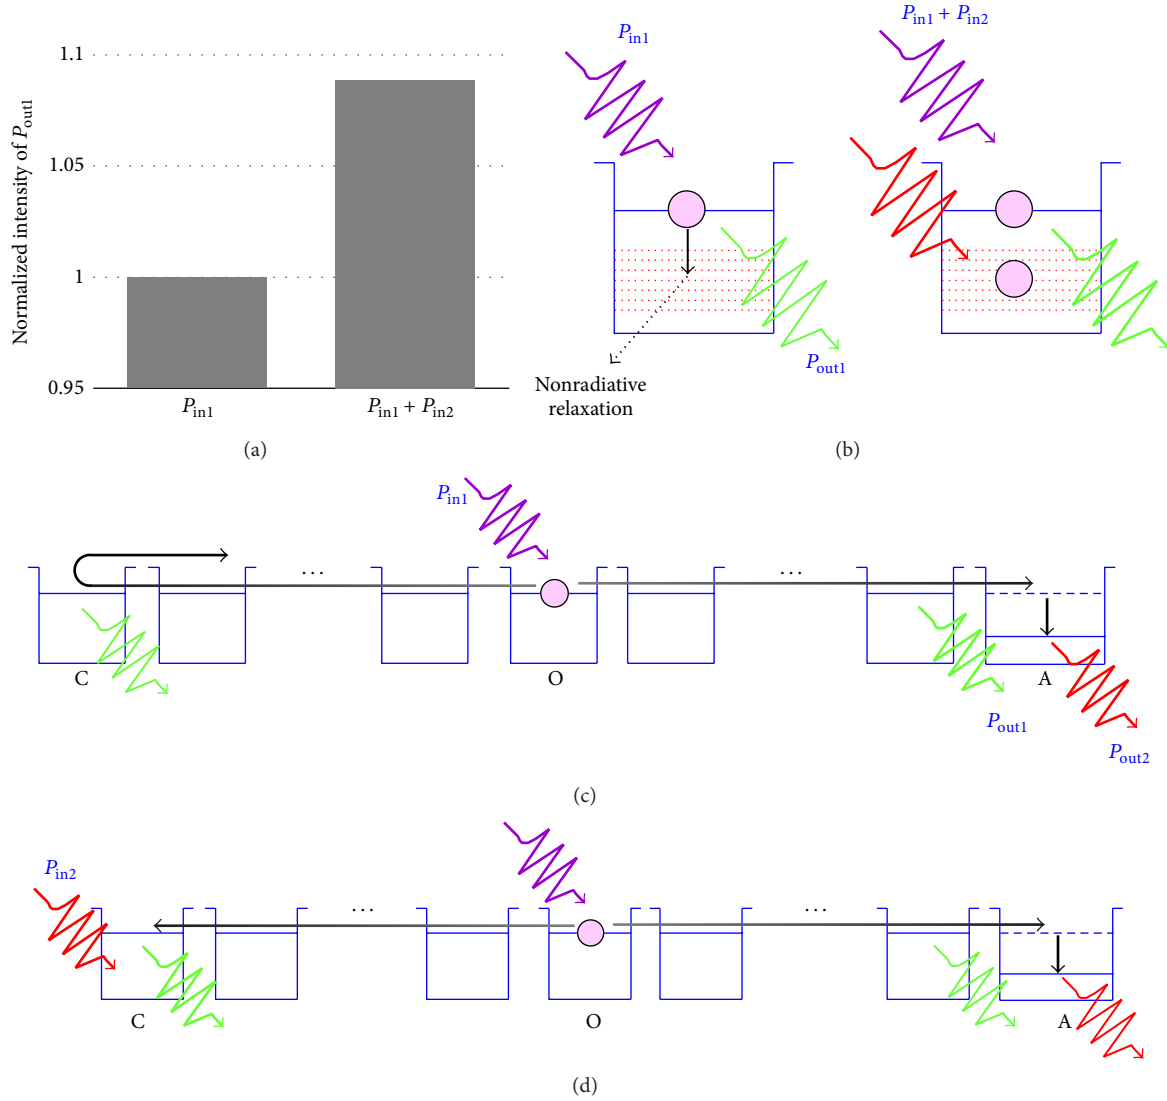 Normalized intensity of Pout1
1.1
1.05
1
0.95
Pin1
Pin1 + Pin2
(a)
Pin1
Pin1 + Pin2
Pout1
Nonradiative
relaxation
(b)
Pin1
...
...
C
O
A
Pout1
Pout2
(c)
Pin2
...
...
C
O
A
(d)